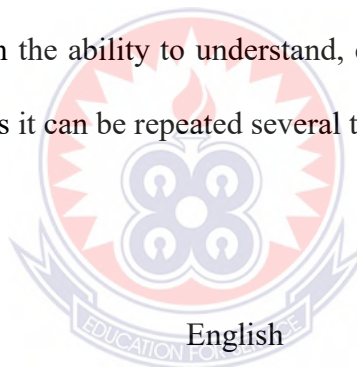 n the ability to understand,
s it can be repeated several t
English
EDUCATION FOR SERVICE